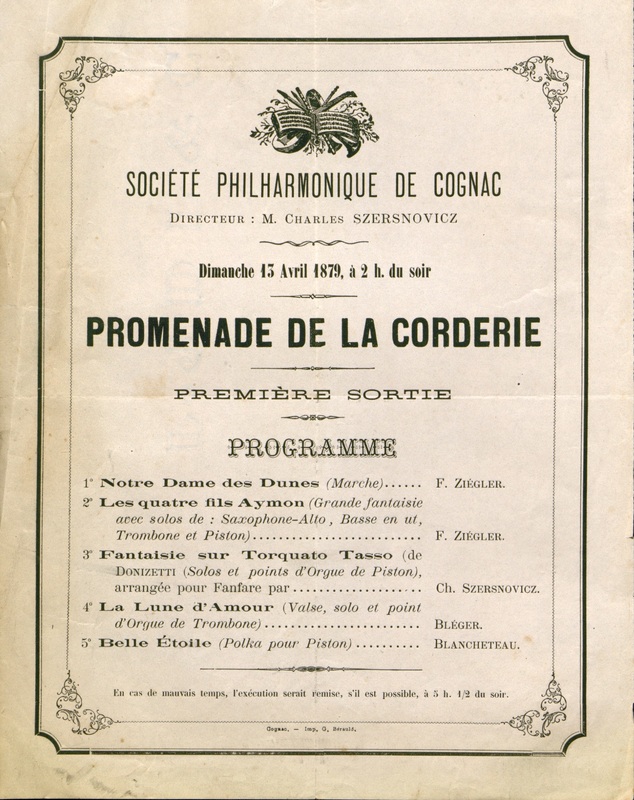 SOCIÉTÉ PHILHARMONIQUE DE COGNAC
DIRECTEUR : M. CHARLES SZERSNOVICZ
Dimanche 13 Avril 1879, à 2 h. du soir
PROMENADE DE LA CORDERIE
PREMIÈRE SORTIE
PROGRAMME
1° Notre Dame des Dunes (Marche)...... F. ZIÉGLER.
2° Les quatre fils Aymon (Grande fantaisie
avec solos de : Saxophone-Alto, Basse en ut,
Trombone et Piston).......................... F. ZIÉGLER.
3° Fantaisie sur Torquato Tasso (de
DONIZETTI (Solos et points d'Orgue de Piston),
arrangée pour Fanfare par.................... Ch. SZERSNOVICZ.
4° La Lune d'Amour (Valse, solo et point
d'Orgue de Trombone)........................ BLÉGER.
5° Belle Étoile (Polka pour Piston).......... BLANCHETEAU.
En cas de mauvais temps, l'exécution serait remise, s'il est possible, à 5 h. 1/2 du soir.
Cognac, — Imp, G, Bérauld,